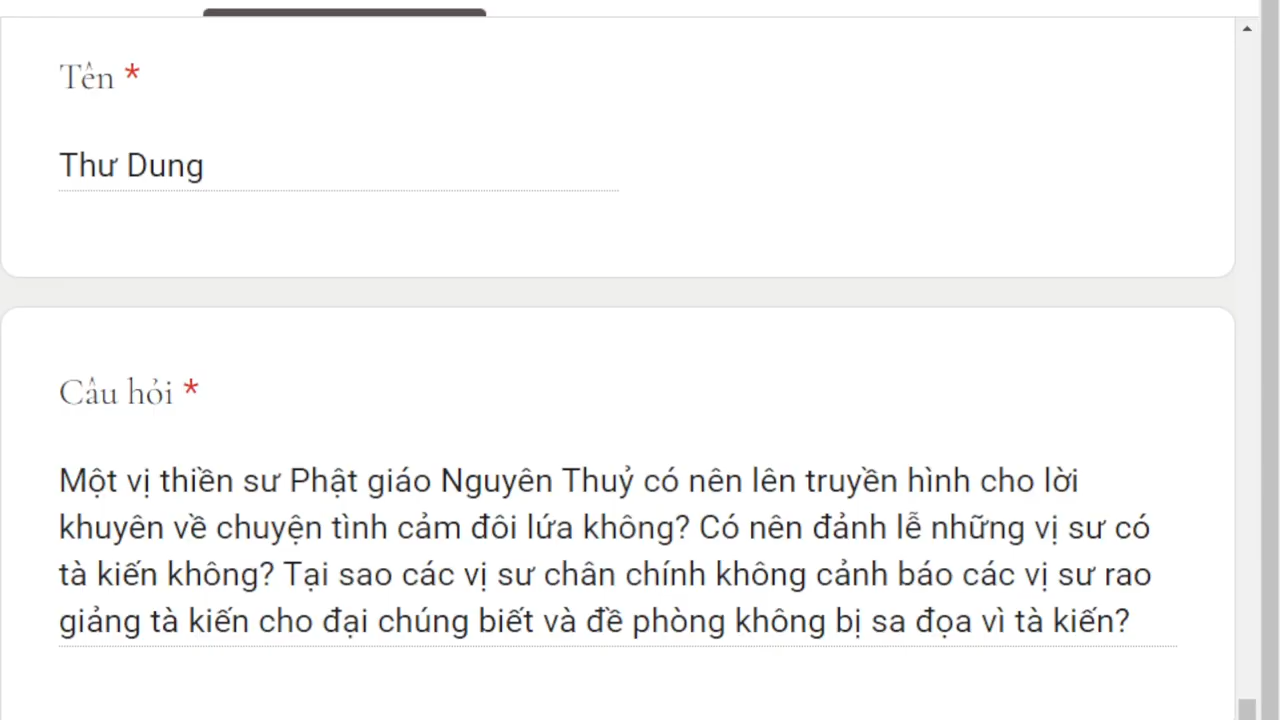 Tên *
Thư Dung
Câu hỏi *
Một vị thiền sư Phật giáo Nguyên Thuỷ có nên lên truyền hình cho lời
khuyên về chuyện tình cảm đôi lứa không? Có nên đảnh lễ những vị sư có
tà kiến không? Tại sao các vị sư chân chính không cảnh báo các vị sư rao
giảng tà kiến cho đại chúng biết và đề phòng không bị sa đọa vì tà kiến?